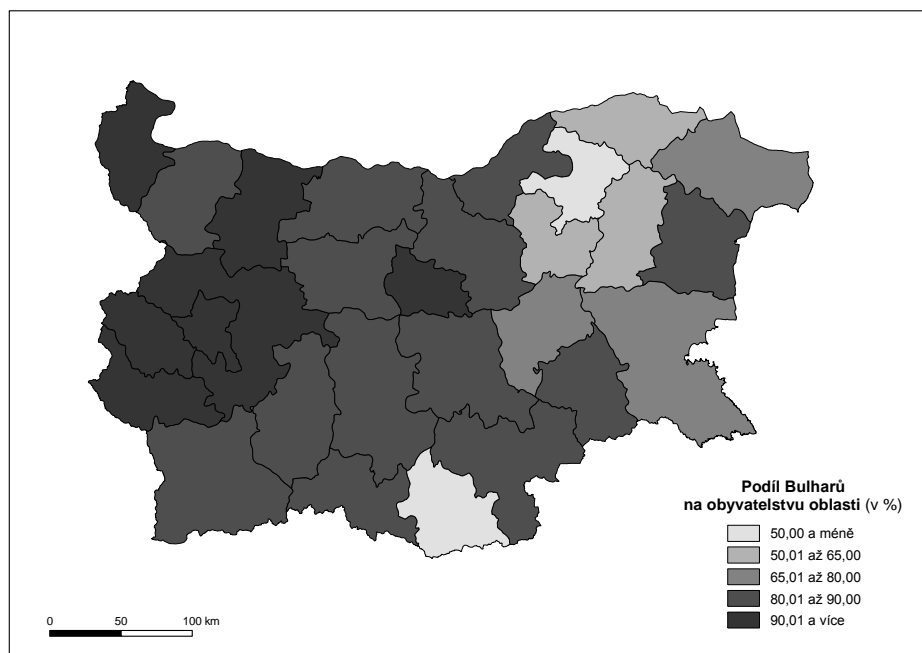 Podíl Bulharů
na obyvatelstvu oblasti (v %)
50,00 a méně
50,01 až 65,00
65,01 až 80,00
80,01 až 90,00
90,01 a více
0 50 100 km